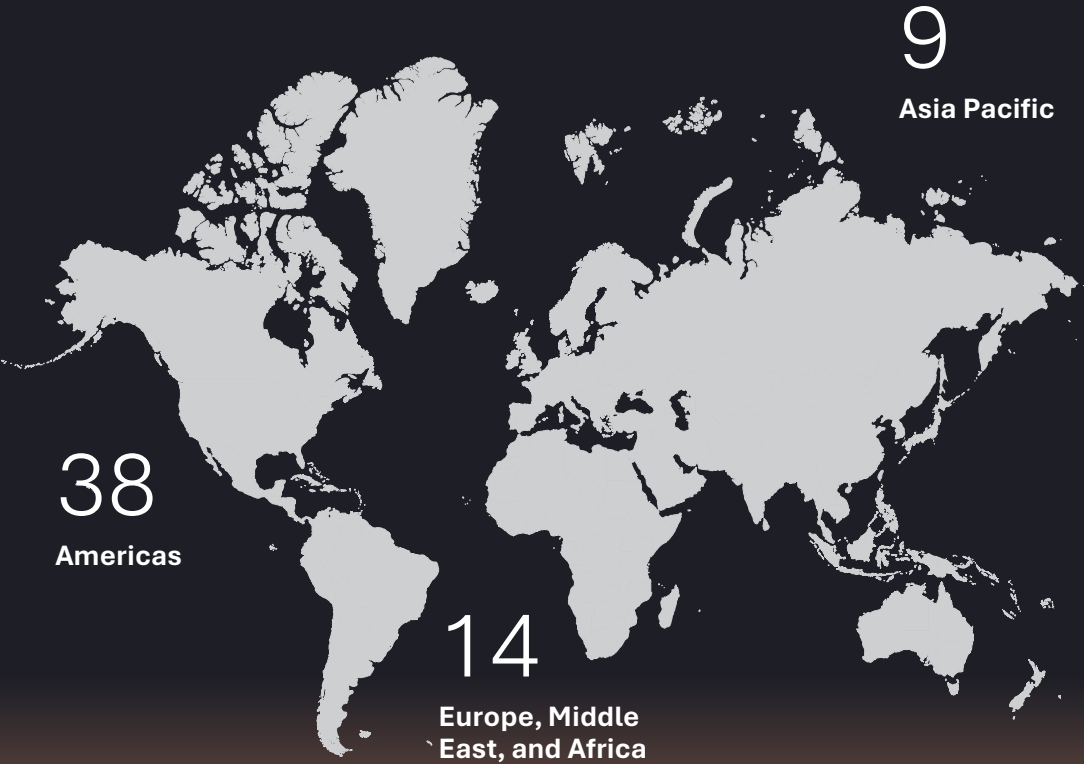 9
Asia Pacific
38
Americas
14
Europe, Middle
East, and Africa